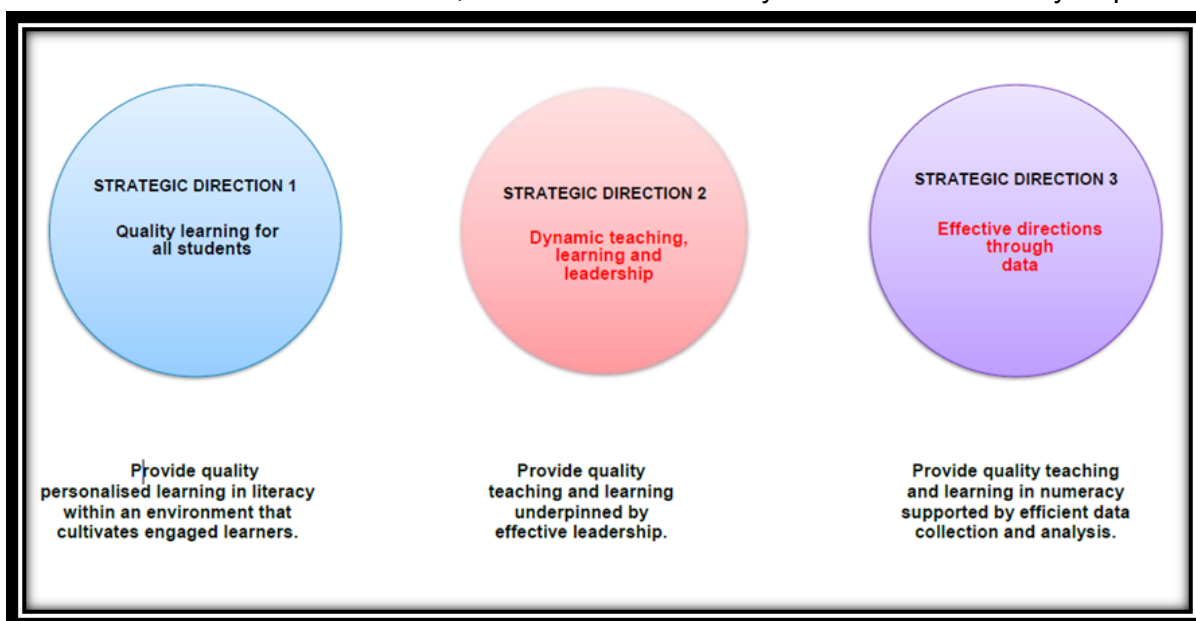 STRATEGIC DIRECTION 1
Quality learning for
all students
STRATEGIC DIRECTION 2
Dynamic teaching,
learning and
leadership
STRATEGIC DIRECTION 3
Effective directions
through
data
Provide quality
personalised learning in literacy
within an environment that
cultivates engaged learners.
Provide quality
teaching and learning
underpinned by
effective leadership.
Provide quality teaching
and learning in numeracy
supported by efficient data
collection and analysis.